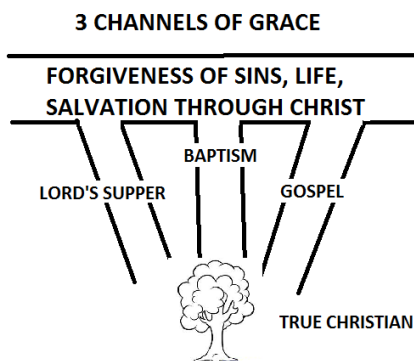 3 CHANNELS OF GRACE
FORGIVENESS OF SINS, LIFE,
SALVATION THROUGH CHRIST
BAPTISM
LORD'S SUPPER
GOSPEL
TRUE CHRISTIAN